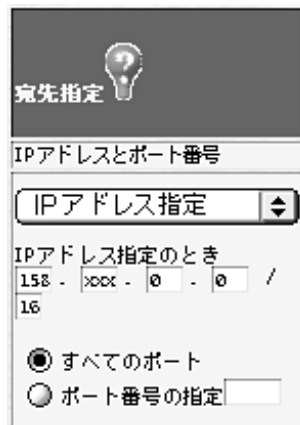 宛先指定
IPアドレスとポート番号
IPアドレス指定
IPアドレス指定のとき
158 . xxx . 0 . 0 /
16
すべてのポート
ポート番号の指定